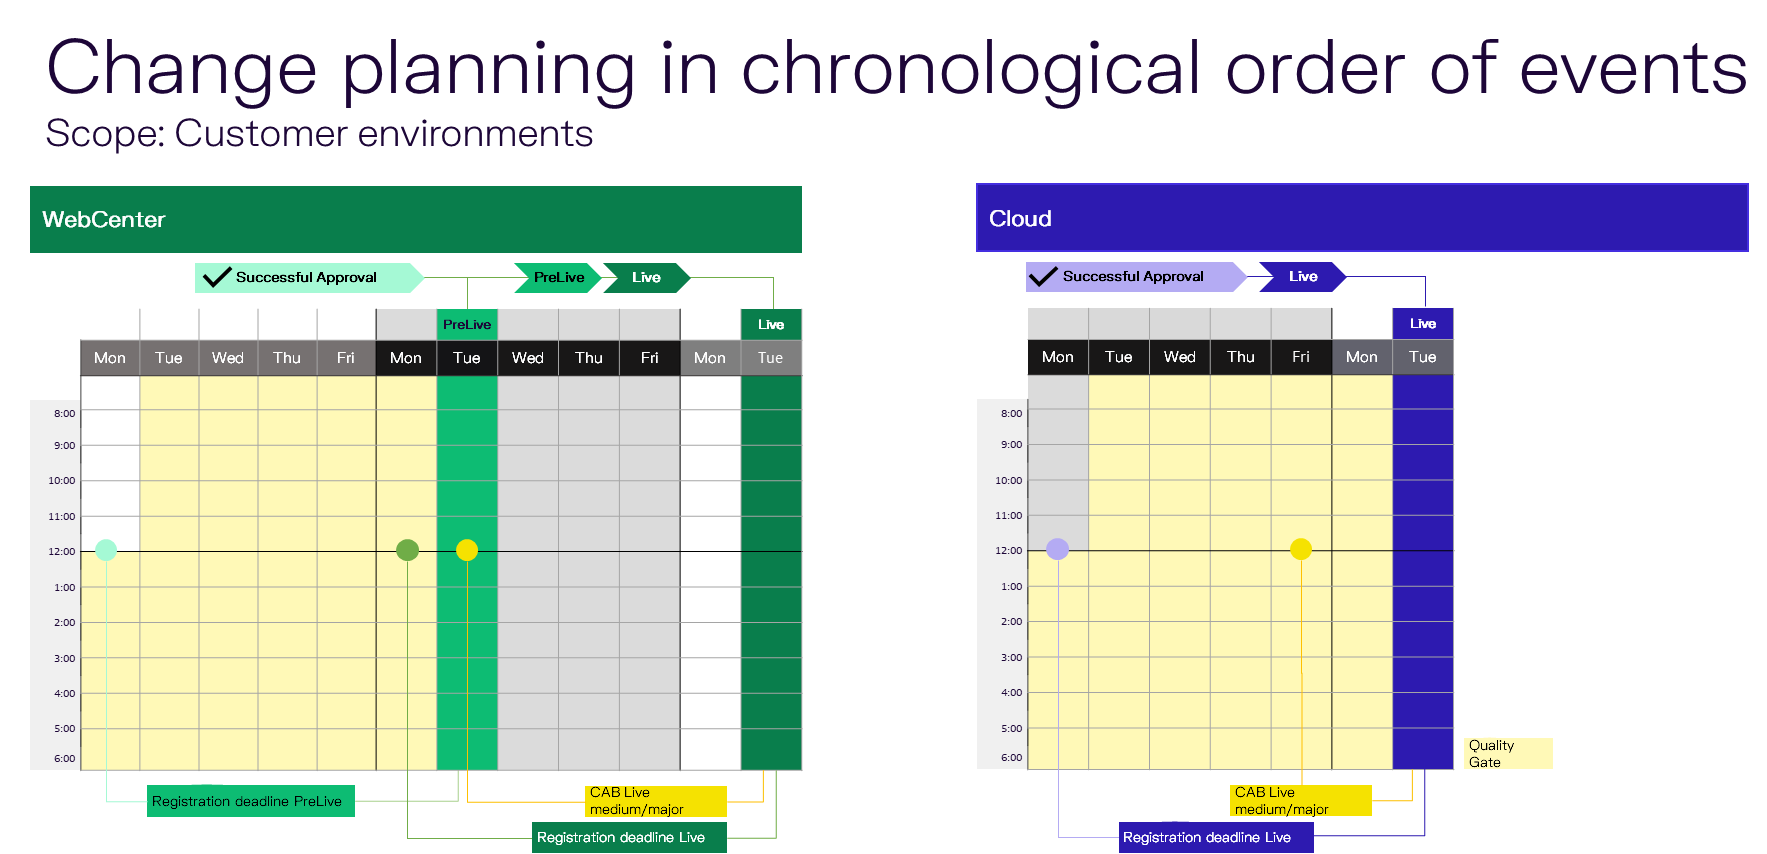 Change planning in chronological order of events
Scope: Customer environments
WebCenter
Successful Approval
PreLive
Live
PreLive
Live
Mon Tue Wed Thu Fri Mon Tue Wed Thu Fri Mon Tue
8:00
9:00
10:00
11:00
12:00
1:00
2:00
3:00
4:00
5:00
6:00
Registration deadline PreLive
CAB Live
medium/major
Registration deadline Live
Cloud
Successful Approval
Live
Live
Mon Tue Wed Thu Fri Mon Tue
8:00
9:00
10:00
11:00
12:00
1:00
2:00
3:00
4:00
5:00
6:00
Quality
Gate
CAB Live
medium/major
Registration deadline Live